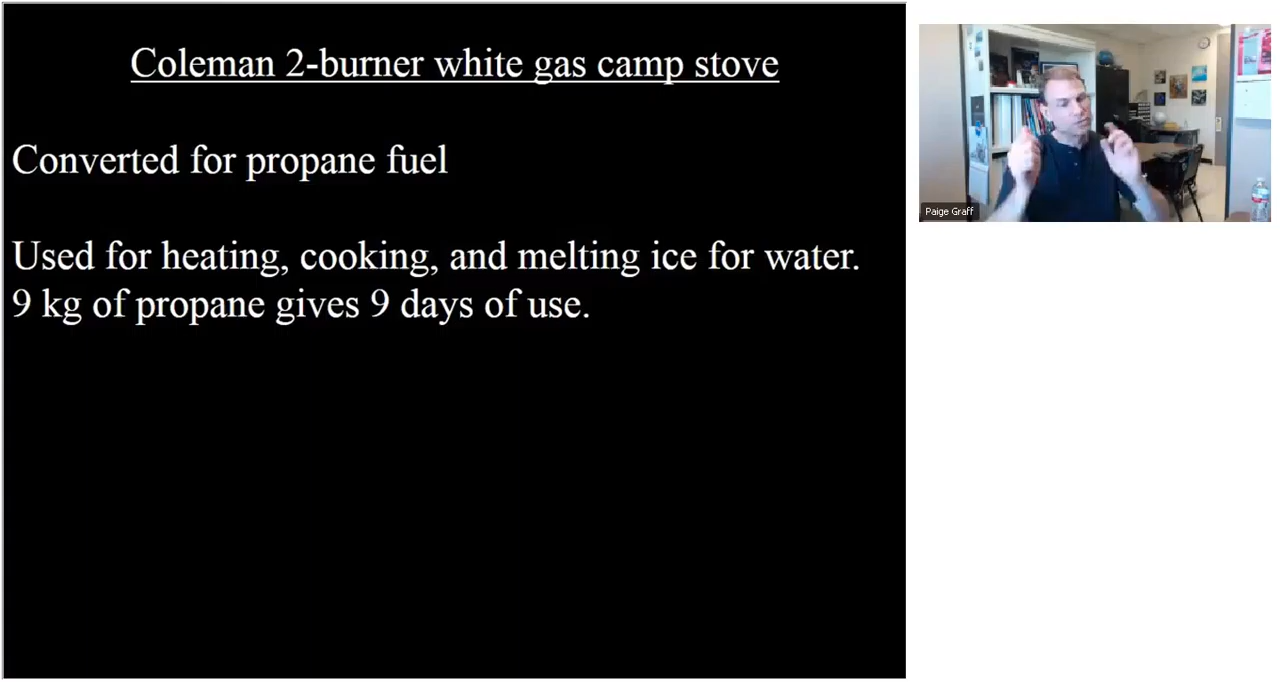 Coleman 2-burner white gas camp stove
Converted for propane fuel
Used for heating, cooking, and melting ice for water.
9 kg of propane gives 9 days of use.
Paige Graff